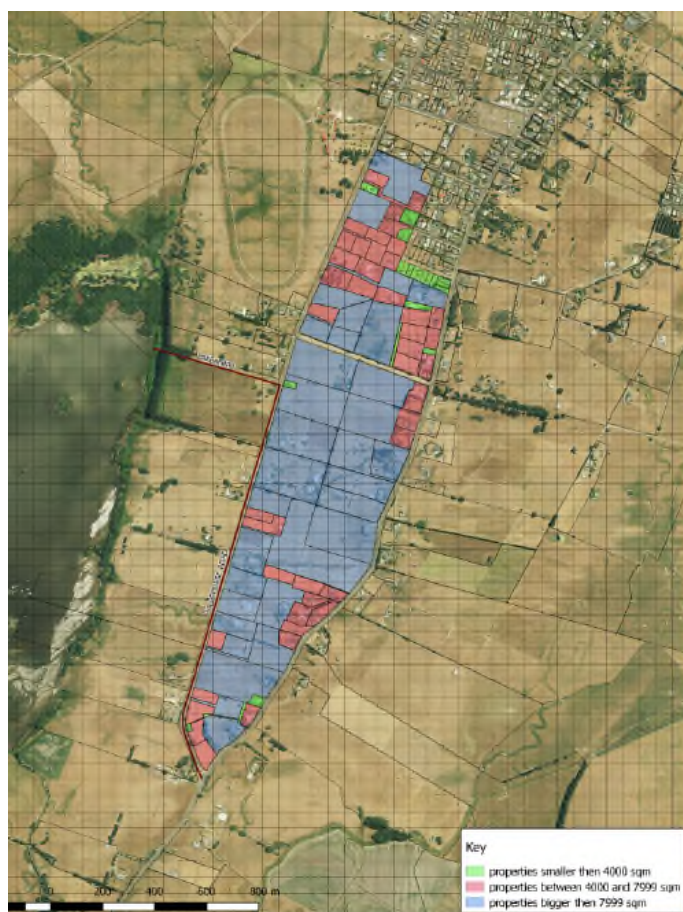 Key
properties smaller then 4000 sqm
properties between 4000 and 7999 sqm
properties bigger then 7999 sqm
200
400
600
800 m